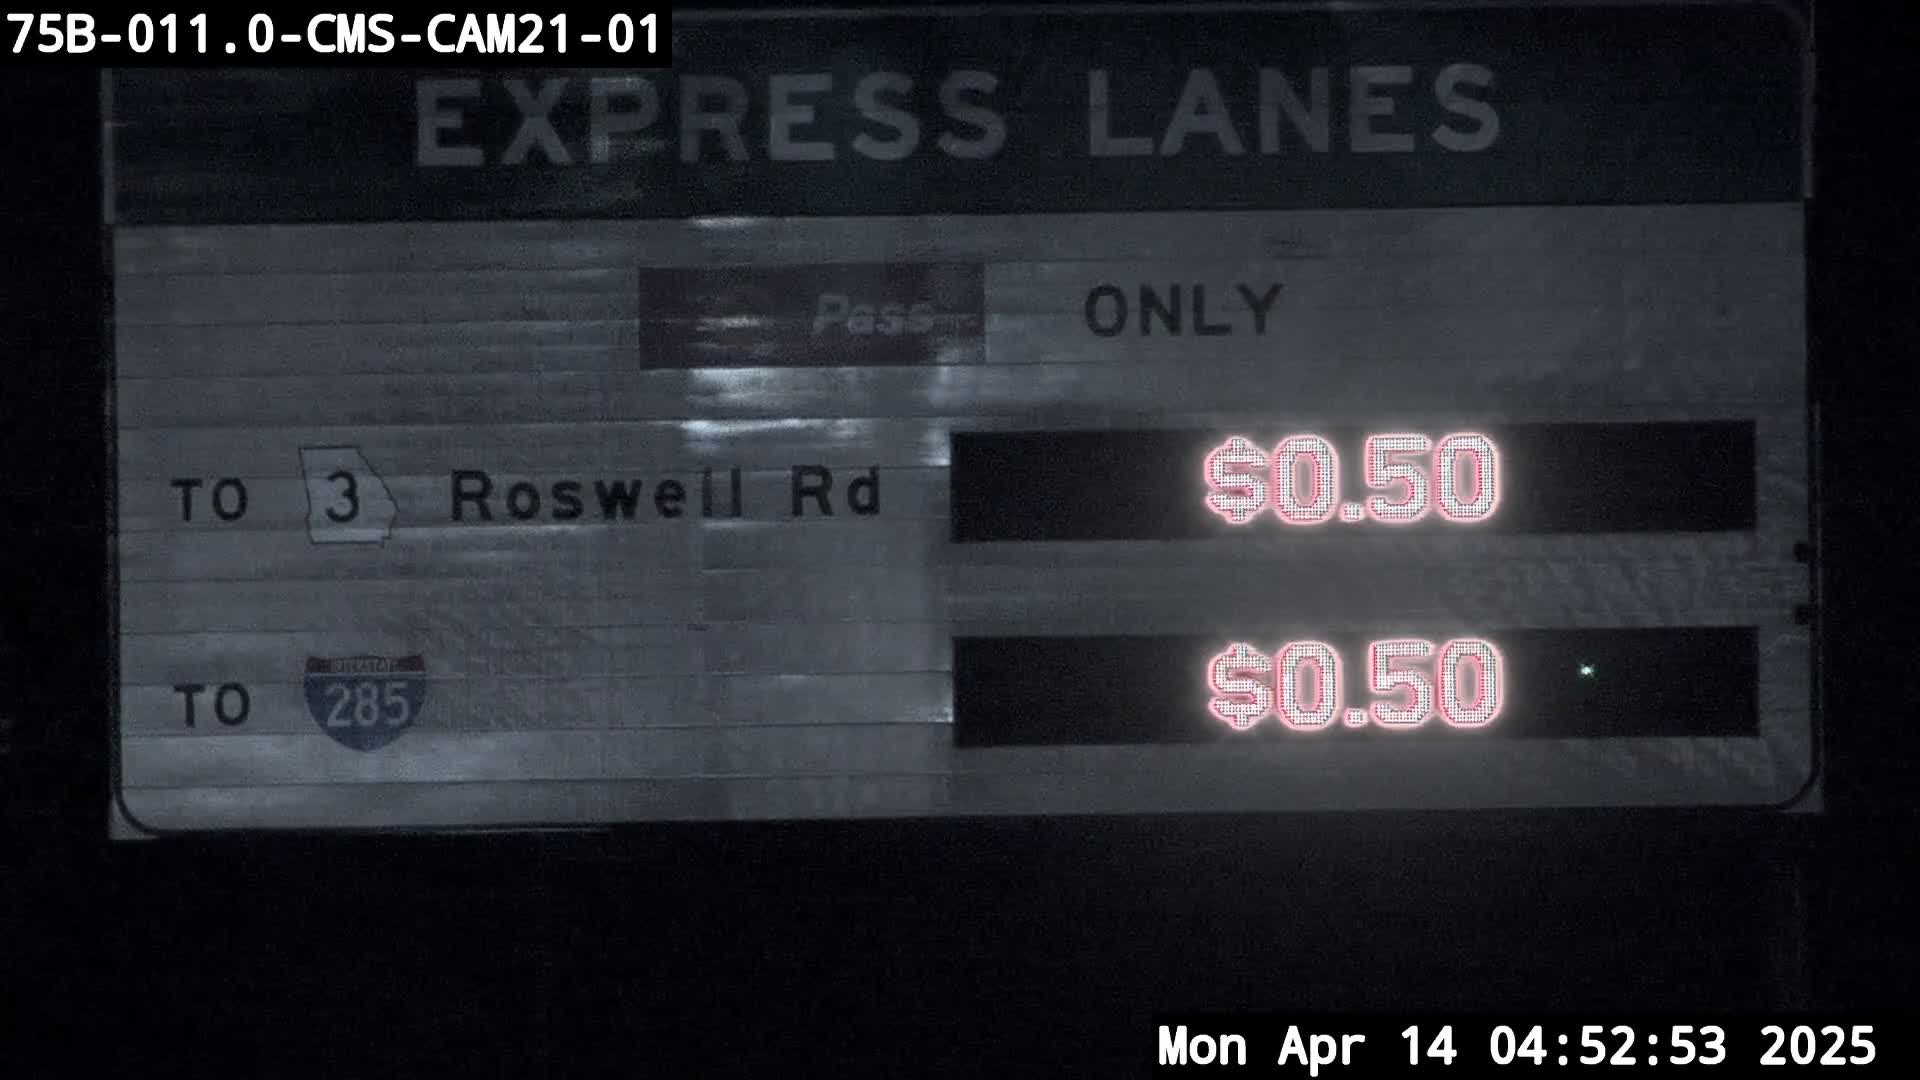 75B-011.0-CMS-CAM21-01
EXPRESS LANES
Pass ONLY
TO 3 Roswell Rd $0.50
INTERSTATE
TO 285 $0.50
Mon Apr 14 04:52:53 2025